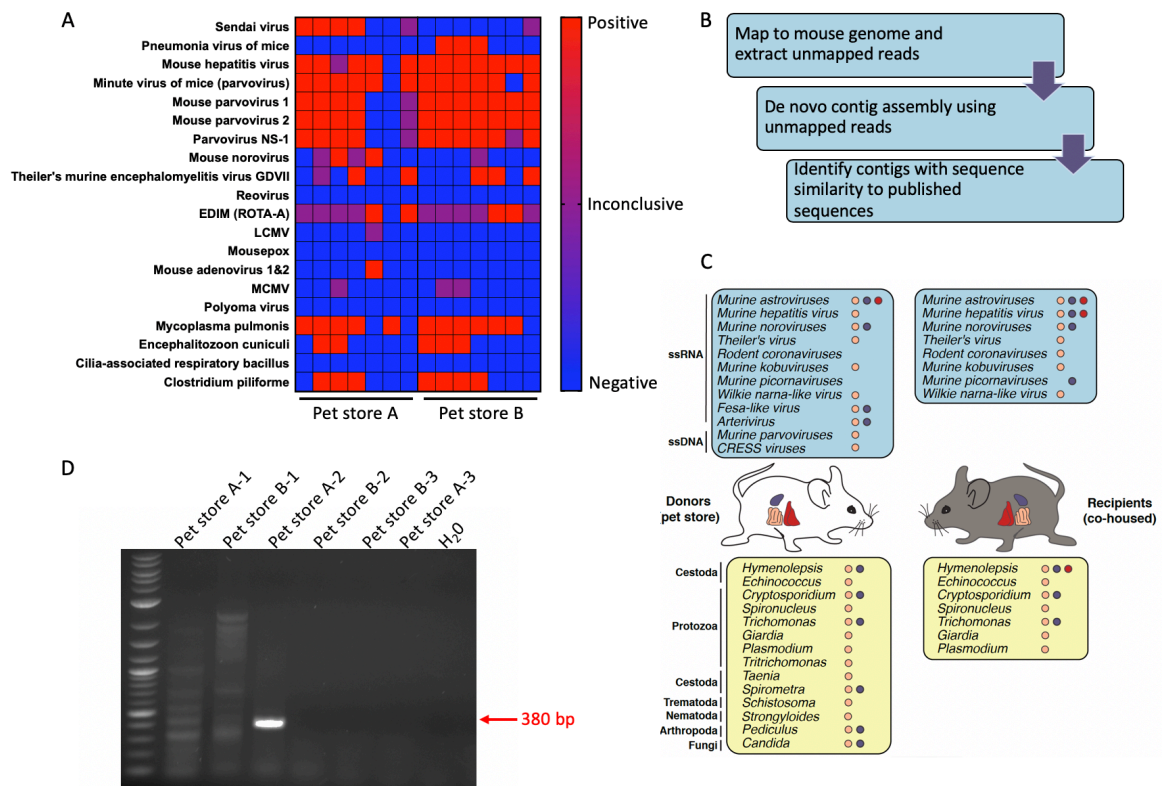 A
Sendai virus
Pneumonia virus of mice
Mouse hepatitis virus
Minute virus of mice (parvovirus)
Mouse parvovirus 1
Mouse parvovirus 2
Parvovirus NS-1
Mouse norovirus
Theiler's murine encephalomyelitis virus GDVII
Reovirus
EDIM (ROTA-A)
LCMV
Mousepox
Mouse adenovirus 1&2
MCMV
Polyoma virus
Mycoplasma pulmonis
Encephalitozoon cuniculi
Cilia-associated respiratory bacillus
Clostridium piliforme
Pet store A
Pet store B
Positive
Inconclusive
Negative
B
Map to mouse genome and
extract unmapped reads
De novo contig assembly using
unmapped reads
Identify contigs with sequence
similarity to published
sequences
C
ssRNA
ssDNA
Murine astroviruses
Murine hepatitis virus
Murine noroviruses
Theiler's virus
Rodent coronaviruses
Murine kobuviruses
Murine picornaviruses
Wilkie narna-like virus
Fesa-like virus
Arterivirus
Murine parvoviruses
CRESS viruses
Murine astroviruses
Murine hepatitis virus
Murine noroviruses
Theiler's virus
Rodent coronaviruses
Murine kobuviruses
Murine picornaviruses
Wilkie narna-like virus
Donors
(pet store)
Recipients
(co-housed)
Cestoda
Protozoa
Cestoda
Trematoda
Nematoda
Arthropoda
Fungi
Hymenolepsis
Echinococcus
Cryptosporidium
Spironucleus
Trichomonas
Giardia
Plasmodium
Tritrichomonas
Taenia
Spirometra
Schistosoma
Strongyloides
Pediculus
Candida
Hymenolepsis
Echinococcus
Cryptosporidium
Spironucleus
Trichomonas
Giardia
Plasmodium
D
Pet store A-1
Pet store B-1
Pet store A-2
Pet store B-2
Pet store B-3
Pet store A-3
H20
380 bp